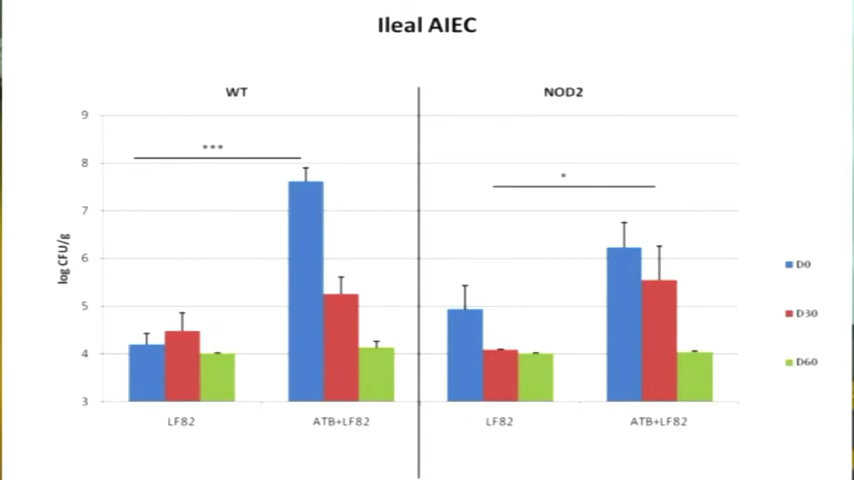 Ileal AIEC
WT
NOD2
9
8
7
6
5
4
3
log CFU/g
***
*
LF82
ATB+LF82
LF82
ATB+LF82
D0
D30
D60